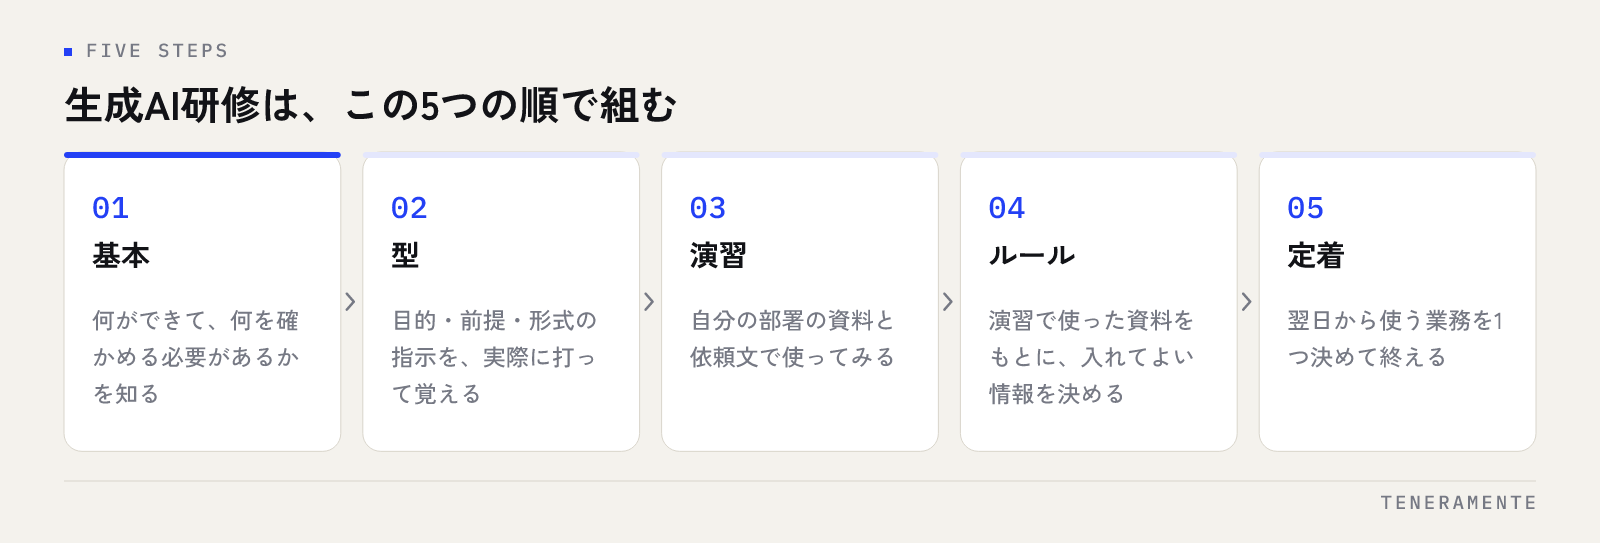 FIVE STEPS
生成AI研修は、この5つの順で組む
01
基本
何ができて、何を確
かめる必要があるか
を知る
02
型
目的・前提・形式の
指示を、実際に打っ
て覚える
03
演習
自分の部署の資料と
依頼文で使ってみる
04
ルール
演習で使った資料を
もとに、入れてよい
情報を決める
05
定着
翌日から使う業務を1
つ決めて終える
TENERAMENTE